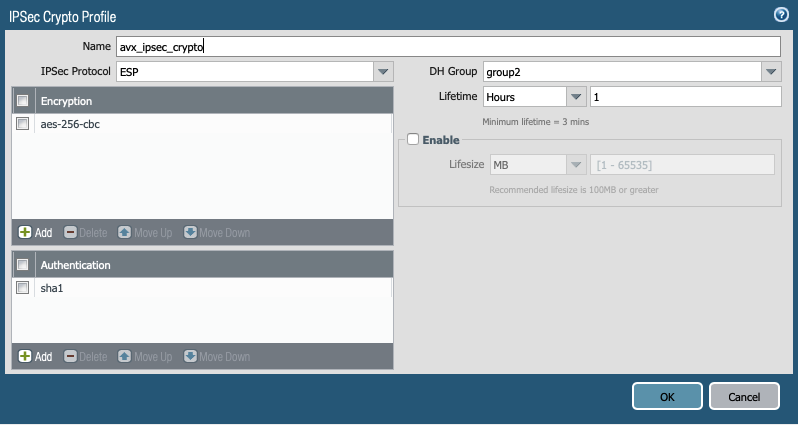 IPSec Crypto Profile
Name avx_ipsec_crypto
IPSec Protocol ESP
DH Group group2
Encryption
Lifetime Hours 1
aes-256-cbc
Minimum lifetime = 3 mins
Enable
Lifesize MB [1 - 65535]
Recommended lifesize is 100MB or greater
Add Delete Move Up Move Down
Authentication
sha1
Add Delete Move Up Move Down
OK Cancel